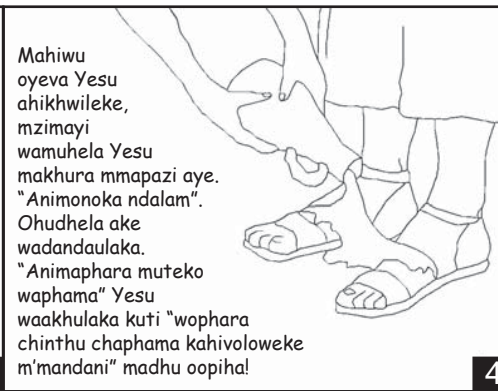 Mahiwu
oyeva Yesu
ahikhwileke,
mzimayi
wamuhela Yesu
makhura mmapazi aye.
“Animonoka ndalam”.
Ohudhela ake
wadandaulaka.
“Animaphara muteko
waphama” Yesu
waakhulaka kuti “wophara
chinthu chaphama kahivoloweke
m’mandani” madhu oopiha!
4